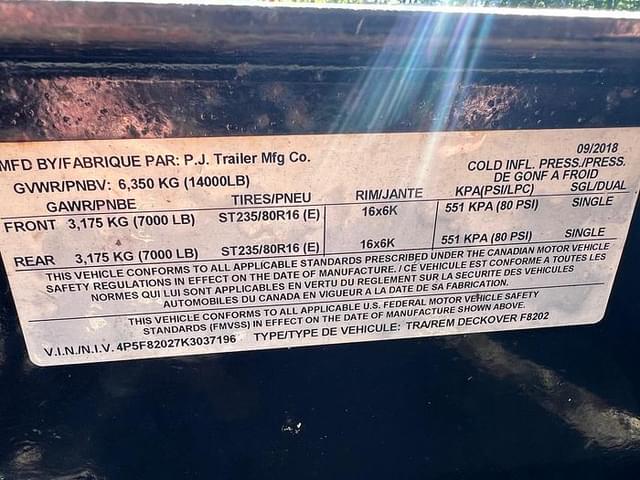 MFD BY/FABRIQUE PAR: P.J. Trailer Mfg Co. 09/2018
GVWR/PNBV: 6,350 KG (14000LB) COLD INFL. PRESS./PRESS.
DE GONF A FROID
GAWR/PNBE TIRES/PNEU RIM/JANTE KPA(PSI/LPC) SGL/DUAL
FRONT 3,175 KG (7000 LB) ST235/80R16 (E) 16x6K 551 KPA (80 PSI) SINGLE
REAR 3,175 KG (7000 LB) ST235/80R16 (E) 16x6K 551 KPA (80 PSI) SINGLE
THIS VEHICLE CONFORMS TO ALL APPLICABLE STANDARDS PRESCRIBED UNDER THE CANADIAN MOTOR VEHICLE
SAFETY REGULATIONS IN EFFECT ON THE DATE OF MANUFACTURE. / CE VEHICULE EST CONFORME A TOUTES LES
NORMES QUI LUI SONT APPLICABLES EN VERTU DU REGLEMENT SUR LA SECURITE DES VEHICULES
AUTOMOBILES DU CANADA EN VIGUEUR A LA DATE DE SA FABRICATION.
THIS VEHICLE CONFORMS TO ALL APPLICABLE U.S. FEDERAL MOTOR VEHICLE SAFETY
STANDARDS (FMVSS) IN EFFECT ON THE DATE OF MANUFACTURE SHOWN ABOVE.
V.I.N./N.I.V. 4P5F82027K3037196 TYPE/TYPE DE VEHICULE: TRA/REM DECKOVER F8202